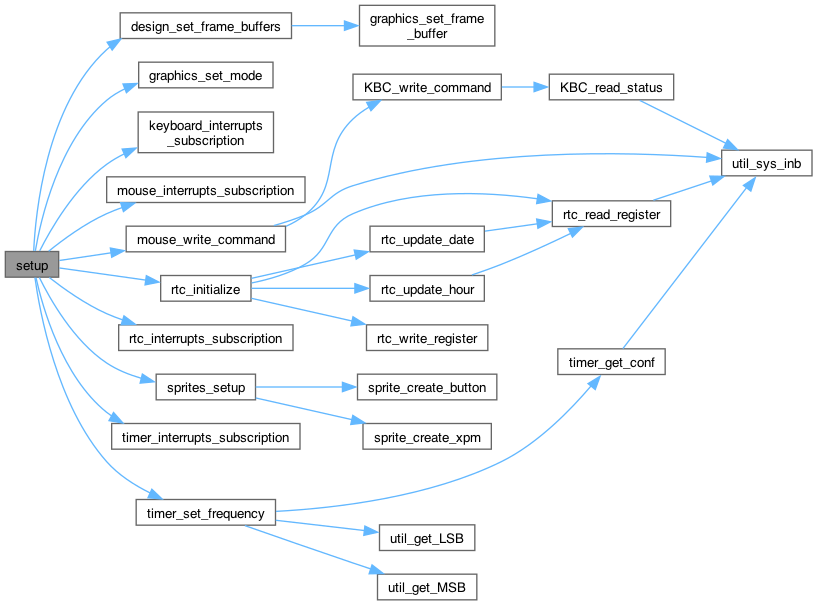 setup
design_set_frame_buffers
graphics_set_frame
_buffer
graphics_set_mode
keyboard_interrupts
_subscription
mouse_interrupts_subscription
mouse_write_command
KBC_write_command
KBC_read_status
util_sys_inb
rtc_initialize
rtc_read_register
rtc_update_date
rtc_update_hour
rtc_write_register
rtc_interrupts_subscription
sprites_setup
sprite_create_button
sprite_create_xpm
timer_interrupts_subscription
timer_set_frequency
timer_get_conf
util_get_LSB
util_get_MSB